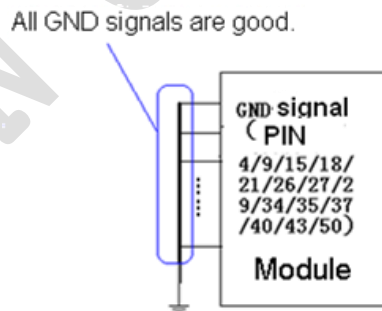 All GND signals are good.
GND signal
( PIN
4/9/15/18/
21/26/27/2
9/34/35/37
/40/43/50)
Module